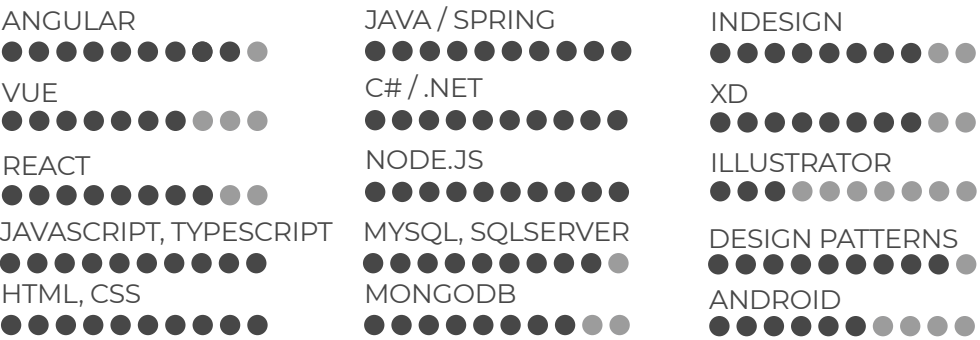 ANGULAR
VUE
REACT
JAVASCRIPT, TYPESCRIPT
HTML, CSS
JAVA / SPRING
C# / .NET
NODE.JS
MYSQL, SQLSERVER
MONGODB
INDESIGN
XD
ILLUSTRATOR
DESIGN PATTERNS
ANDROID